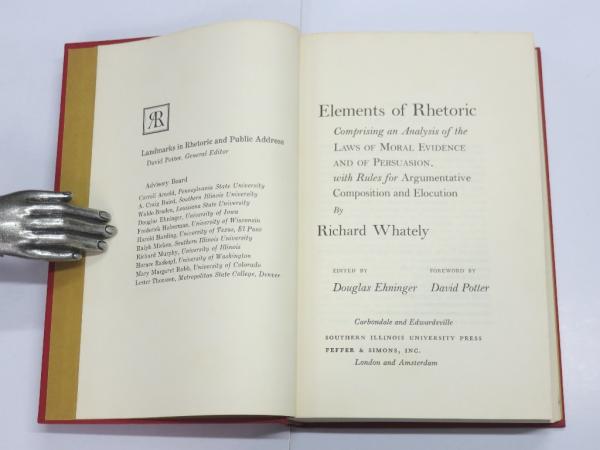 R
Landmarks in Rhetoric and Public Address
David Potter, General Editor
Advisory Board
Carroll Arnold, Pennsylvania State University
A. Craig Baird, Southern Illinois University
Waldo Braden, Louisiana State University
Douglas Ehninger, University of Iowa
Frederick Haberman, University of Wisconsin
Harold Harding, University of Texas, El Paso
Ralph Micken, Southern Illinois University
Richard Murphy, University of Illinois
Horace Rahskopf, University of Washington
Mary Margaret Robb, University of Colorado
Lester Thonssen, Metropolitan State College, Denver
Elements of Rhetoric
Comprising an Analysis of the
LAWS OF MORAL EVIDENCE
AND OF PERSUASION,
with Rules for Argumentative
Composition and Elocution
By
Richard Whately
EDITED BY FOREWORD BY
Douglas Ehninger David Potter
Carbondale and Edwardsville
SOUTHERN ILLINOIS UNIVERSITY PRESS
FEFFER & SIMONS, INC.
London and Amsterdam